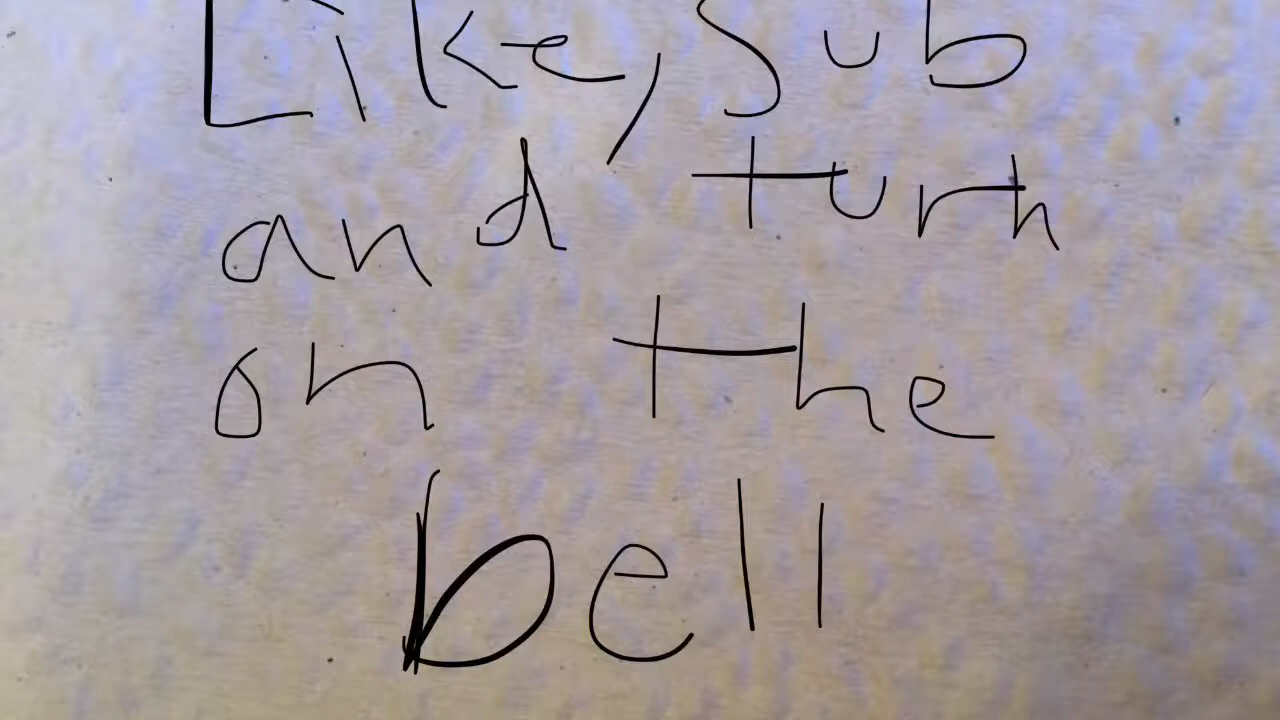 Like, Sub
and turn
on the
bell